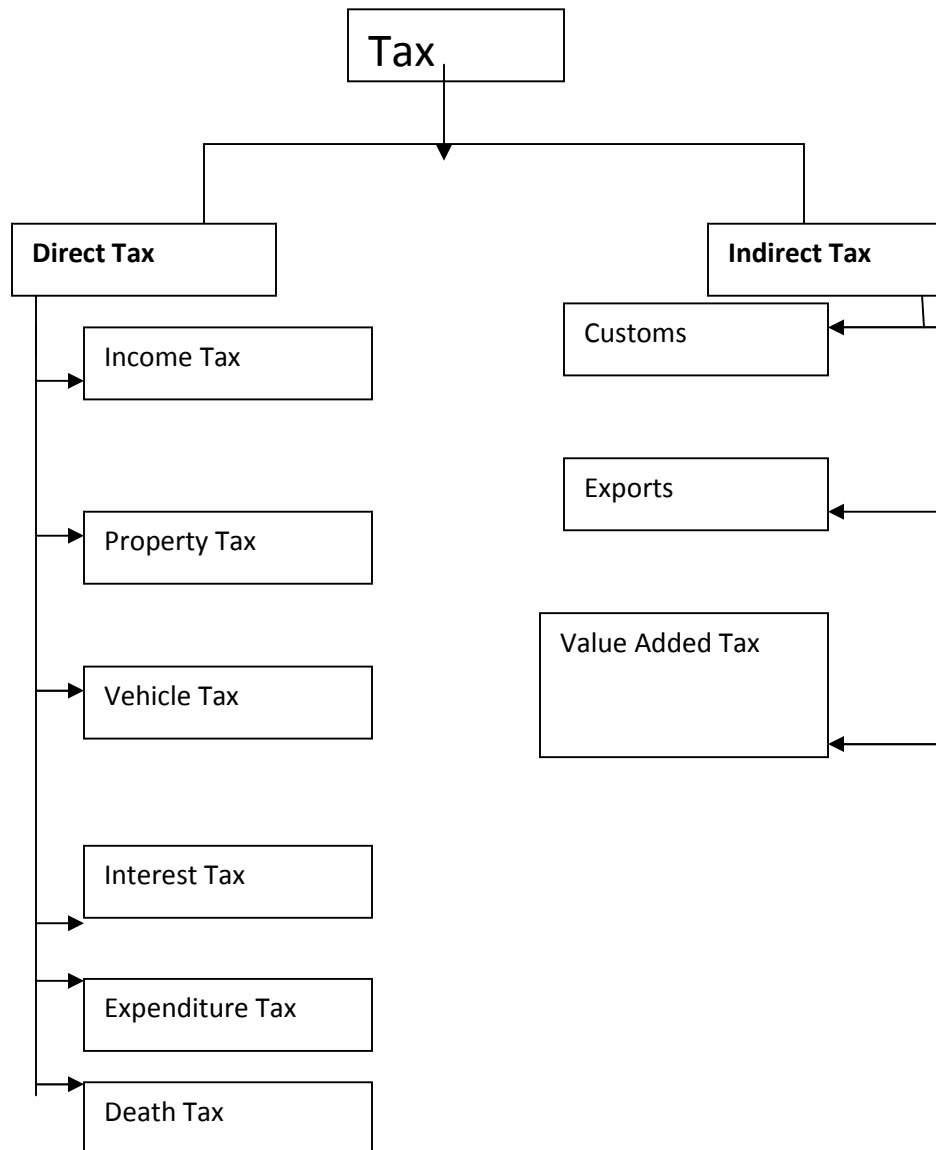 Tax
Direct Tax
Indirect Tax
Income Tax
Customs
Exports
Property Tax
Value Added Tax
Vehicle Tax
Interest Tax
Expenditure Tax
Death Tax